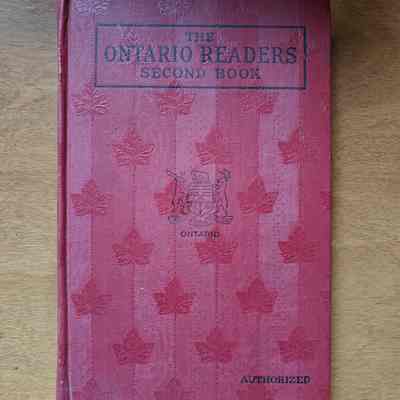 THE
ONTARIO READERS
SECOND BOOK
ONTARIO
AUTHORIZED